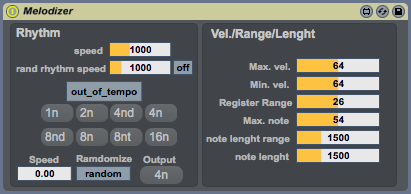 Melodizer
Rhythm
speed 1000
rand rhythm speed 1000 off
out_of_tempo
1n 2n 4nd 4n
8nd 8n 8nt 16n
Speed Randomize Output
0.00 random 4n
Vel./Range/Lenght
Max. vel. 64
Min. vel. 64
Register Range 26
Max. note 54
note lenght range 1500
note lenght 1500